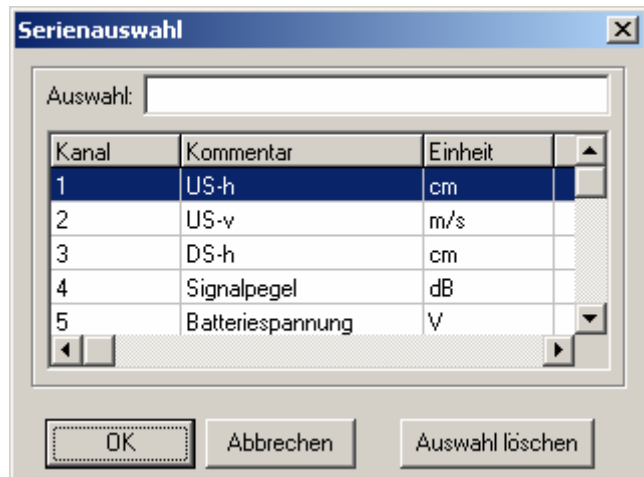 Serienauswahl
Auswahl:
Kanal Kommentar Einheit
1 US-h cm
2 US-v m/s
3 DS-h cm
4 Signalpegel dB
5 Batteriespannung V
OK Abbrechen Auswahl löschen